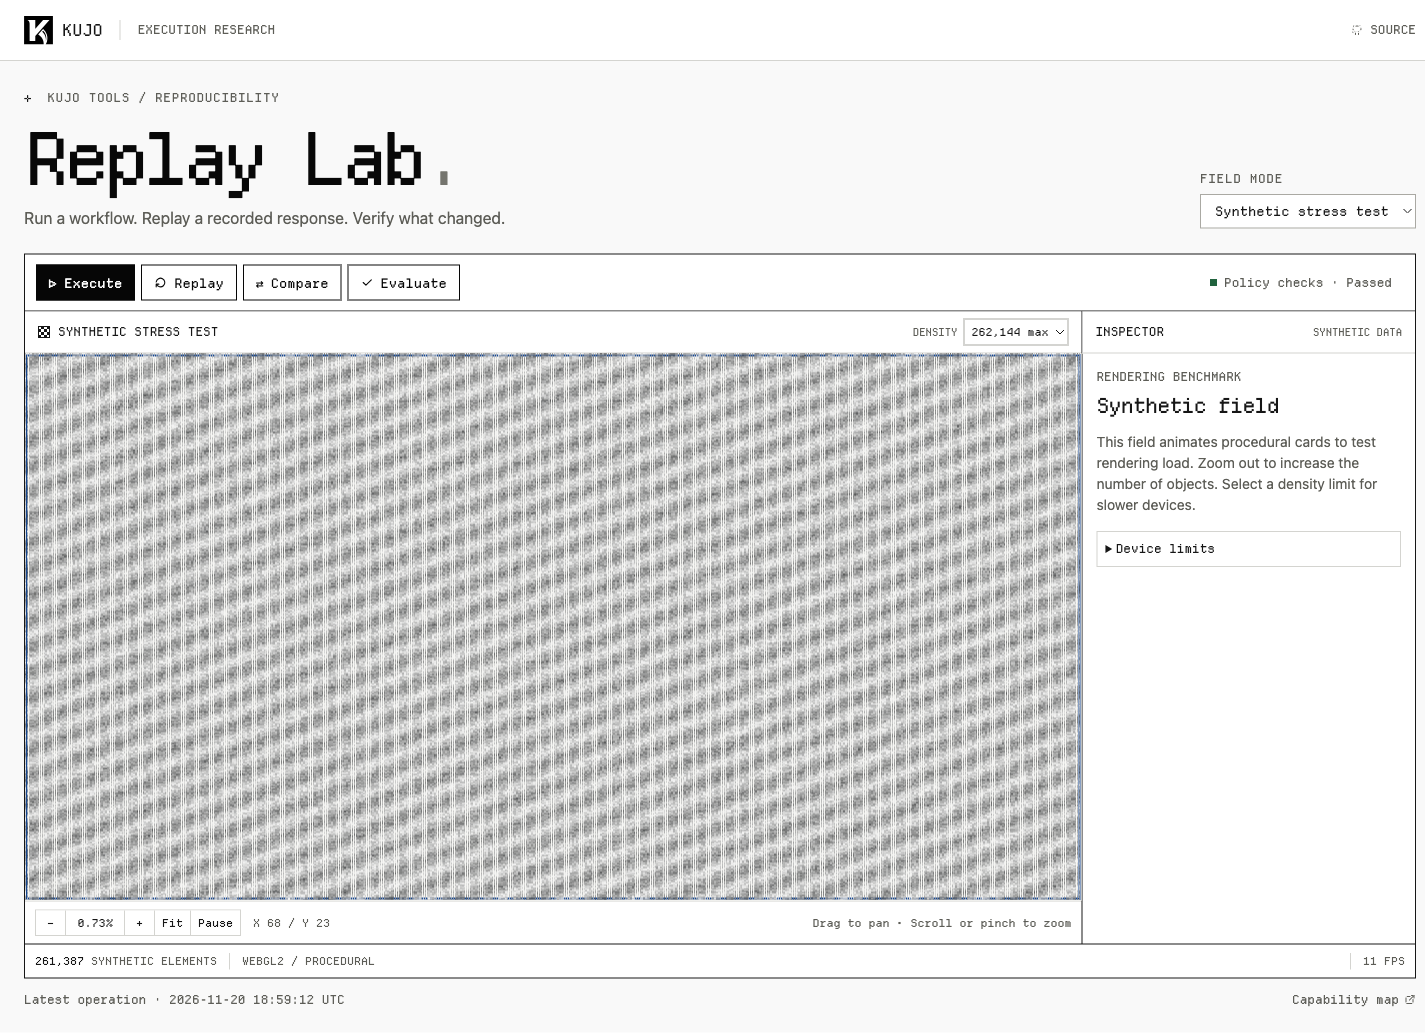 KUJO
EXECUTION RESEARCH
SOURCE
KUJO TOOLS / REPRODUCIBILITY
Replay Lab.
Run a workflow. Replay a recorded response. Verify what changed.
FIELD MODE
Synthetic stress test
Execute
Replay
Compare
Evaluate
Policy checks · Passed
SYNTHETIC STRESS TEST
DENSITY
262,144 max
INSPECTOR
SYNTHETIC DATA
RENDERING BENCHMARK
Synthetic field
This field animates procedural cards to test
rendering load. Zoom out to increase the
number of objects. Select a density limit for
slower devices.
Device limits
− 0.73% + Fit Pause
X 68 / Y 23
Drag to pan · Scroll or pinch to zoom
261,387 SYNTHETIC ELEMENTS
WEBGL2 / PROCEDURAL
11 FPS
Latest operation · 2026-11-20 18:59:12 UTC
Capability map